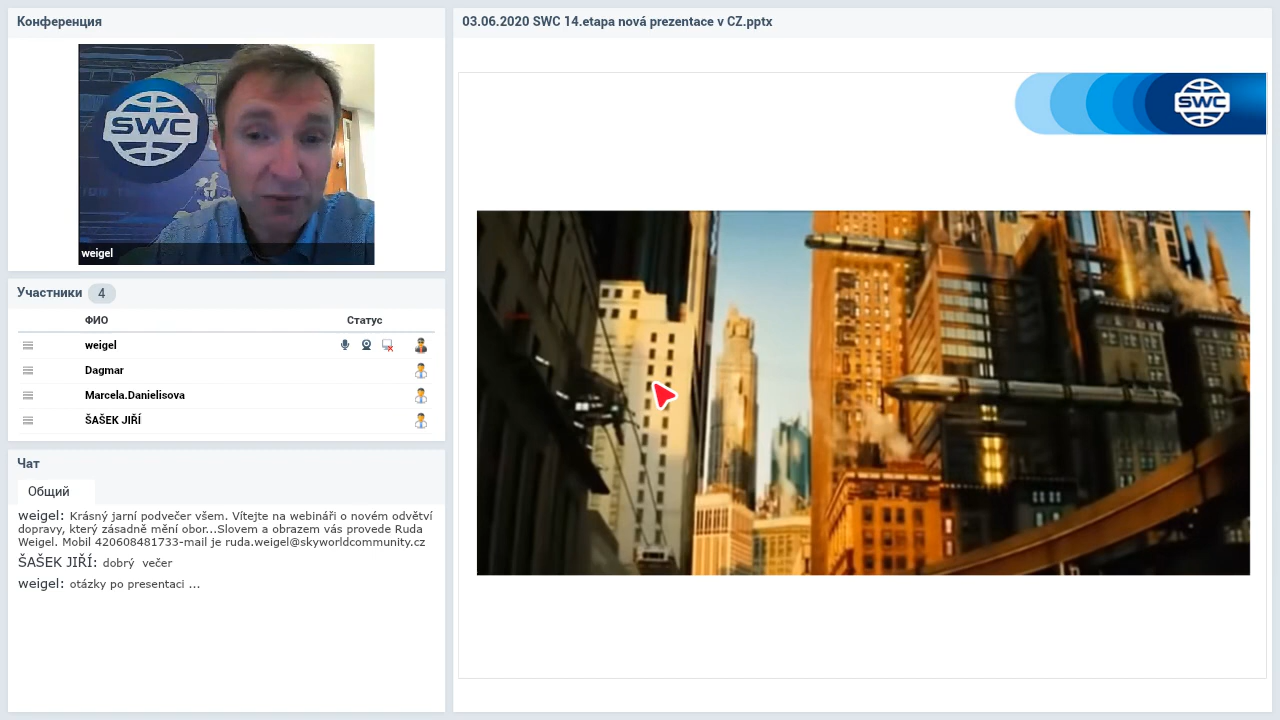 Конференция
SWC
weigel
Участники 4
ФИО Статус
weigel
Dagmar
Marcela.Danielisova
ŠAŠEK JIŘÍ
Чат
Общий
weigel: Krásný jarní podvečer všem. Vítejte na webináři o novém odvětví
dopravy, který zásadně mění obor...Slovem a obrazem vás provede Ruda
Weigel. Mobil 420608481733-mail je ruda.weigel@skyworldcommunity.cz
ŠAŠEK JIŘÍ: dobrý  večer
weigel: otázky po presentaci ...
03.06.2020 SWC 14.etapa nová prezentace v CZ.pptx
SWC